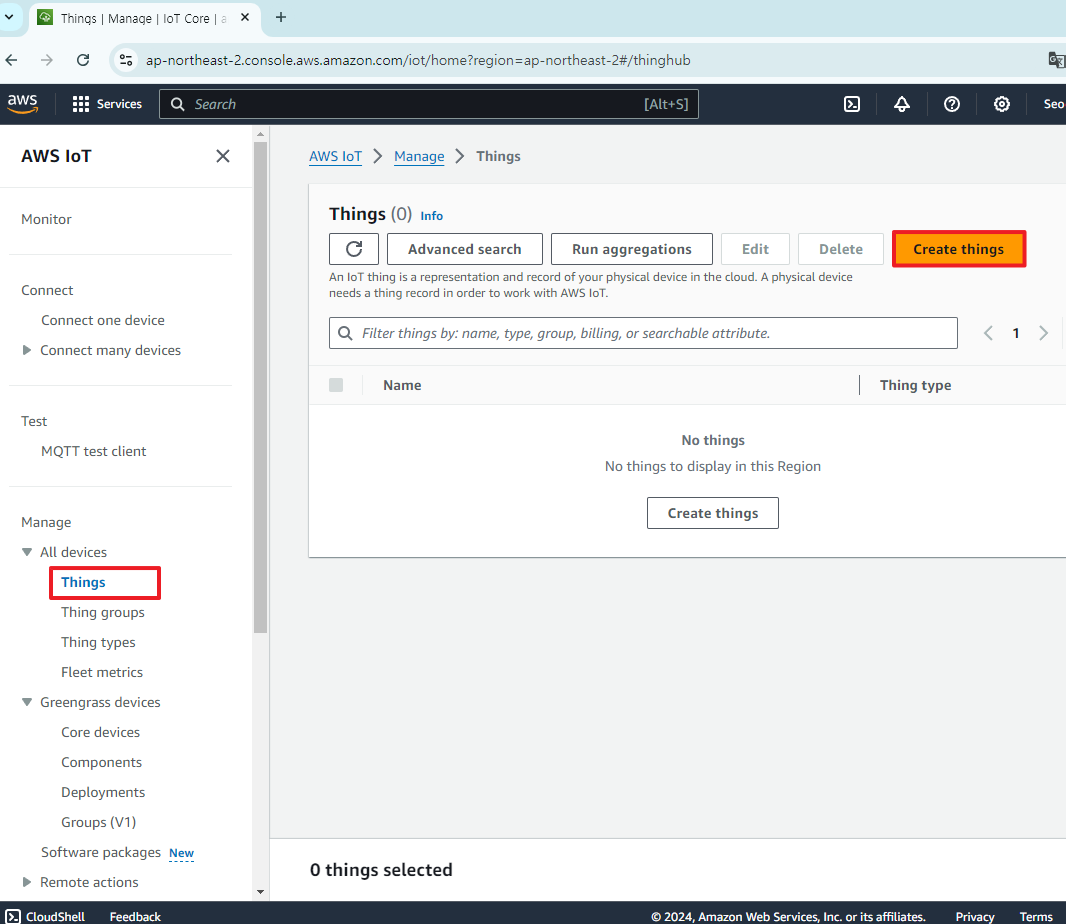 Things | Manage | IoT Core | a
ap-northeast-2.console.aws.amazon.com/iot/home?region=ap-northeast-2#/thinghub
aws
Services
Search
[Alt+S]
Seo
AWS IoT
Monitor
Connect
Connect one device
Connect many devices
Test
MQTT test client
Manage
All devices
Things
Thing groups
Thing types
Fleet metrics
Greengrass devices
Core devices
Components
Deployments
Groups (V1)
Software packages New
Remote actions
AWS IoT > Manage > Things
Things (0) Info
Advanced search
Run aggregations
Edit
Delete
Create things
An IoT thing is a representation and record of your physical device in the cloud. A physical device
needs a thing record in order to work with AWS IoT.
Filter things by: name, type, group, billing, or searchable attribute.
1
Name
Thing type
No things
No things to display in this Region
Create things
0 things selected
CloudShell
Feedback
© 2024, Amazon Web Services, Inc. or its affiliates.
Privacy
Terms